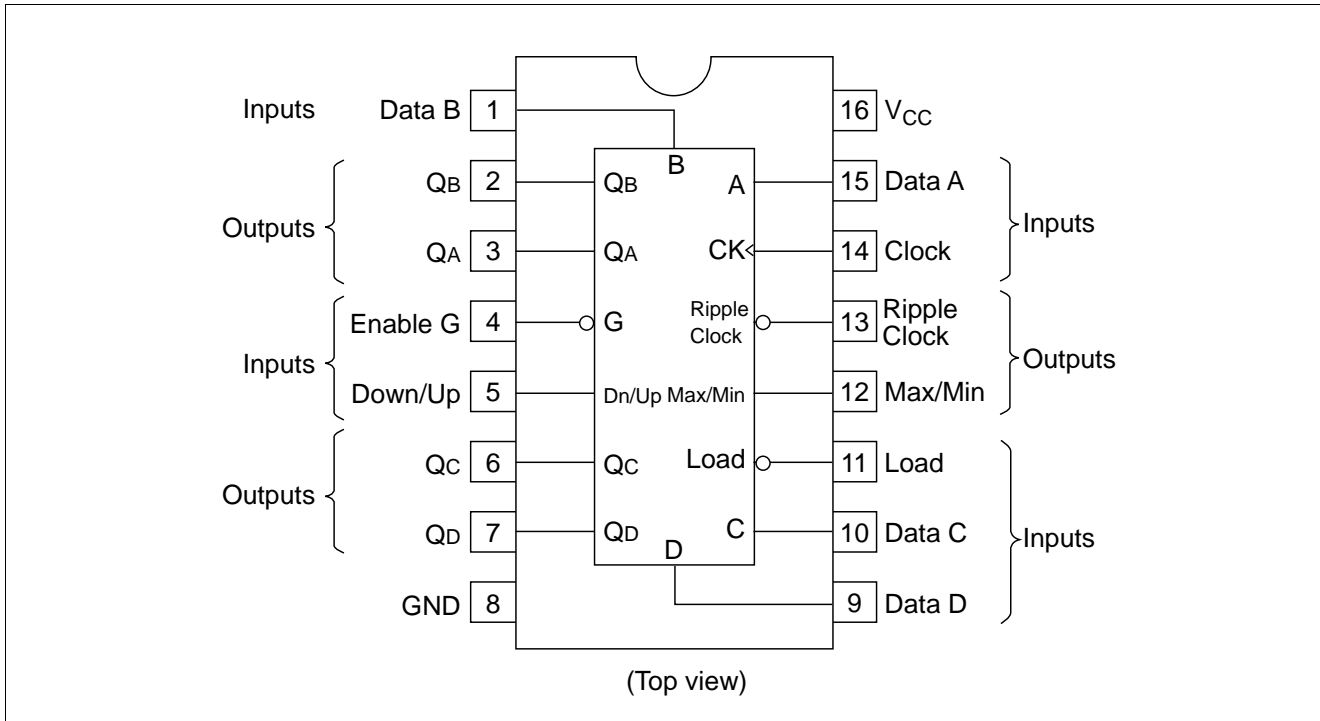 Inputs Data B 1 16 VCC
B
QB 2 QB A 15 Data A
Outputs Inputs
QA 3 QA CK 14 Clock
Enable G 4 G Ripple Clock 13 Ripple Clock
Inputs Outputs
Down/Up 5 Dn/Up Max/Min 12 Max/Min
QC 6 QC Load 11 Load
Outputs Inputs
QD 7 QD C 10 Data C
D
GND 8 9 Data D
(Top view)